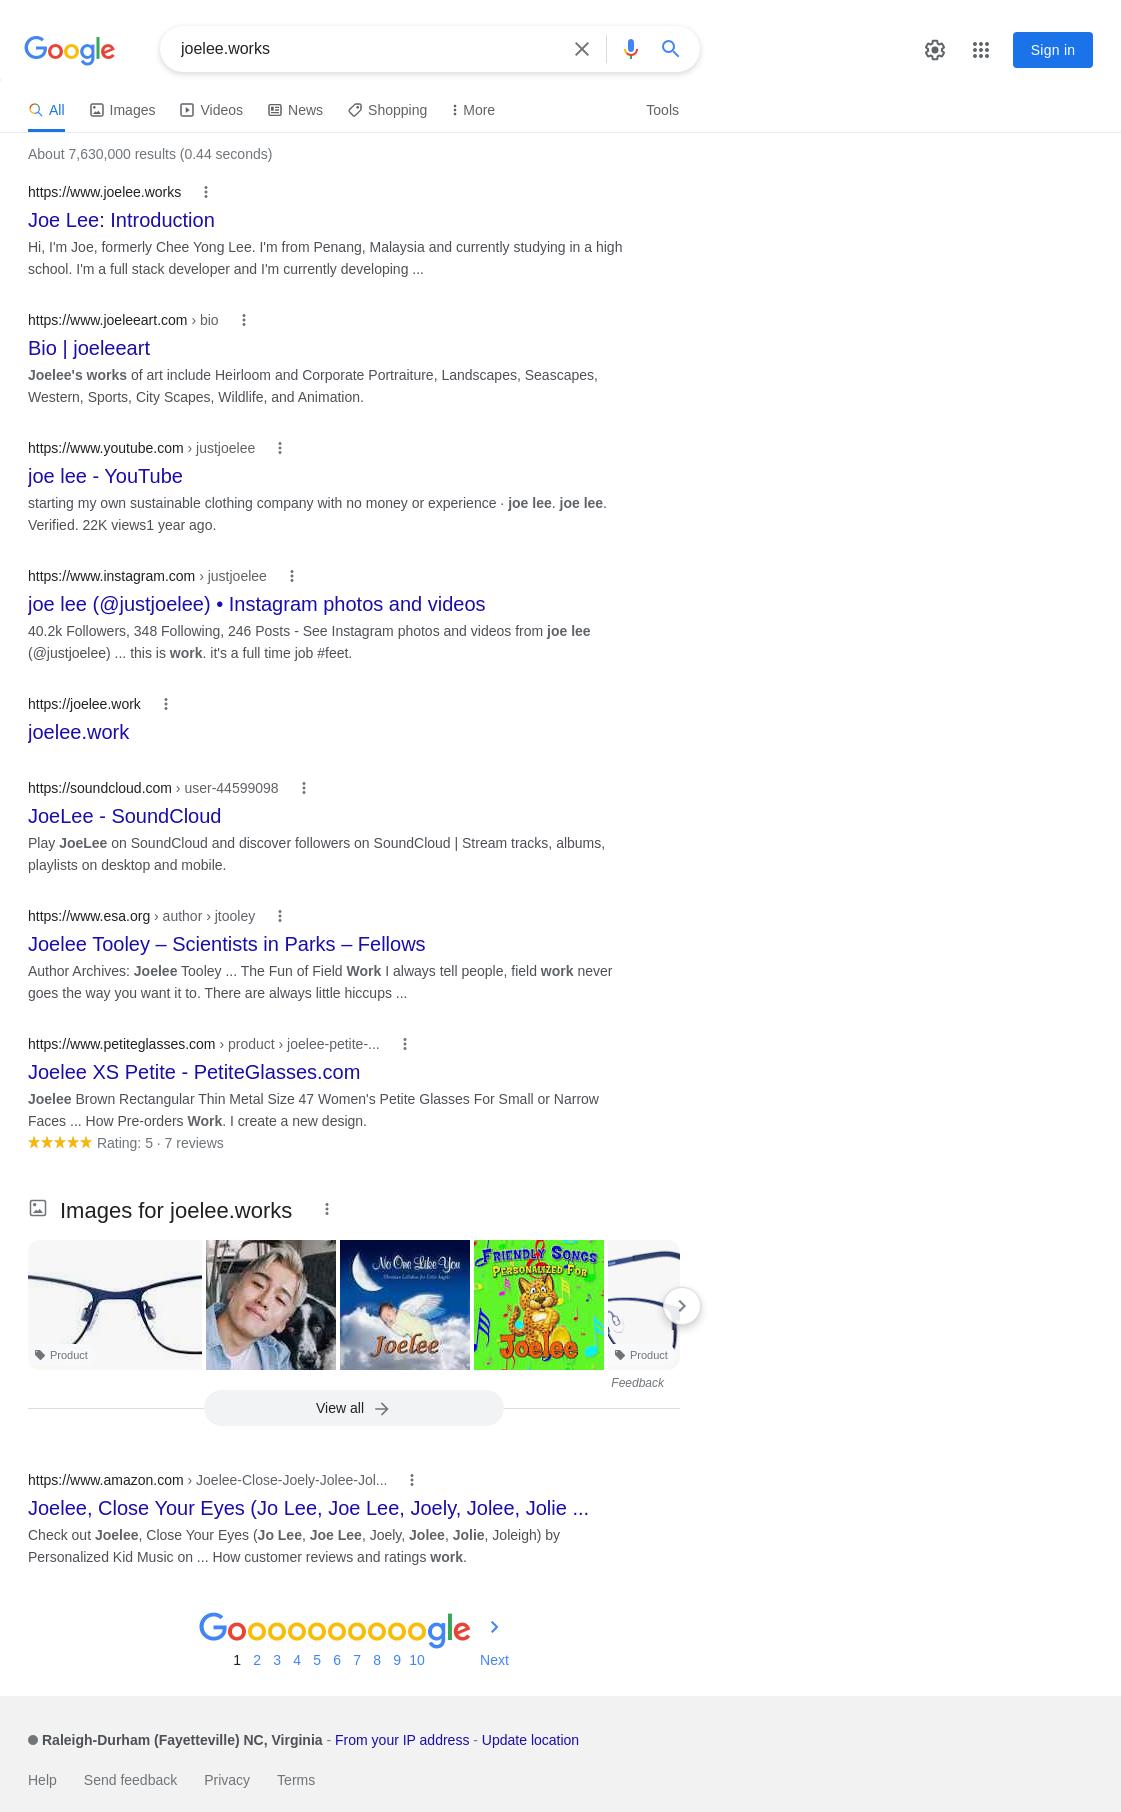 Google
joelee.works
Sign in
All
Images
Videos
News
Shopping
More
Tools
About 7,630,000 results (0.44 seconds)
https://www.joelee.works
Joe Lee: Introduction
Hi, I'm Joe, formerly Chee Yong Lee. I'm from Penang, Malaysia and currently studying in a high
school. I'm a full stack developer and I'm currently developing ...
https://www.joeleeart.com › bio
Bio | joeleeart
Joelee's works of art include Heirloom and Corporate Portraiture, Landscapes, Seascapes,
Western, Sports, City Scapes, Wildlife, and Animation.
https://www.youtube.com › justjoelee
joe lee - YouTube
starting my own sustainable clothing company with no money or experience · joe lee. joe lee.
Verified. 22K views1 year ago.
https://www.instagram.com › justjoelee
joe lee (@justjoelee) • Instagram photos and videos
40.2k Followers, 348 Following, 246 Posts - See Instagram photos and videos from joe lee
(@justjoelee) ... this is work. it's a full time job #feet.
https://joelee.work
joelee.work
https://soundcloud.com › user-44599098
JoeLee - SoundCloud
Play JoeLee on SoundCloud and discover followers on SoundCloud | Stream tracks, albums,
playlists on desktop and mobile.
https://www.esa.org › author › jtooley
Joelee Tooley – Scientists in Parks – Fellows
Author Archives: Joelee Tooley ... The Fun of Field Work I always tell people, field work never
goes the way you want it to. There are always little hiccups ...
https://www.petiteglasses.com › product › joelee-petite-...
Joelee XS Petite - PetiteGlasses.com
Joelee Brown Rectangular Thin Metal Size 47 Women's Petite Glasses For Small or Narrow
Faces ... How Pre-orders Work. I create a new design.
Rating: 5 · 7 reviews
Images for joelee.works
Product
No One Like You
Christian Lullabies for Little Angels
Joelee
FRIENDLY SONGS
PERSONALIZED FOR
Joelee
Product
Feedback
View all
https://www.amazon.com › Joelee-Close-Joely-Jolee-Jol...
Joelee, Close Your Eyes (Jo Lee, Joe Lee, Joely, Jolee, Jolie ...
Check out Joelee, Close Your Eyes (Jo Lee, Joe Lee, Joely, Jolee, Jolie, Joleigh) by
Personalized Kid Music on ... How customer reviews and ratings work.
Goooooooooogle
1 2 3 4 5 6 7 8 9 10 Next
Raleigh-Durham (Fayetteville) NC, Virginia - From your IP address - Update location
Help Send feedback Privacy Terms